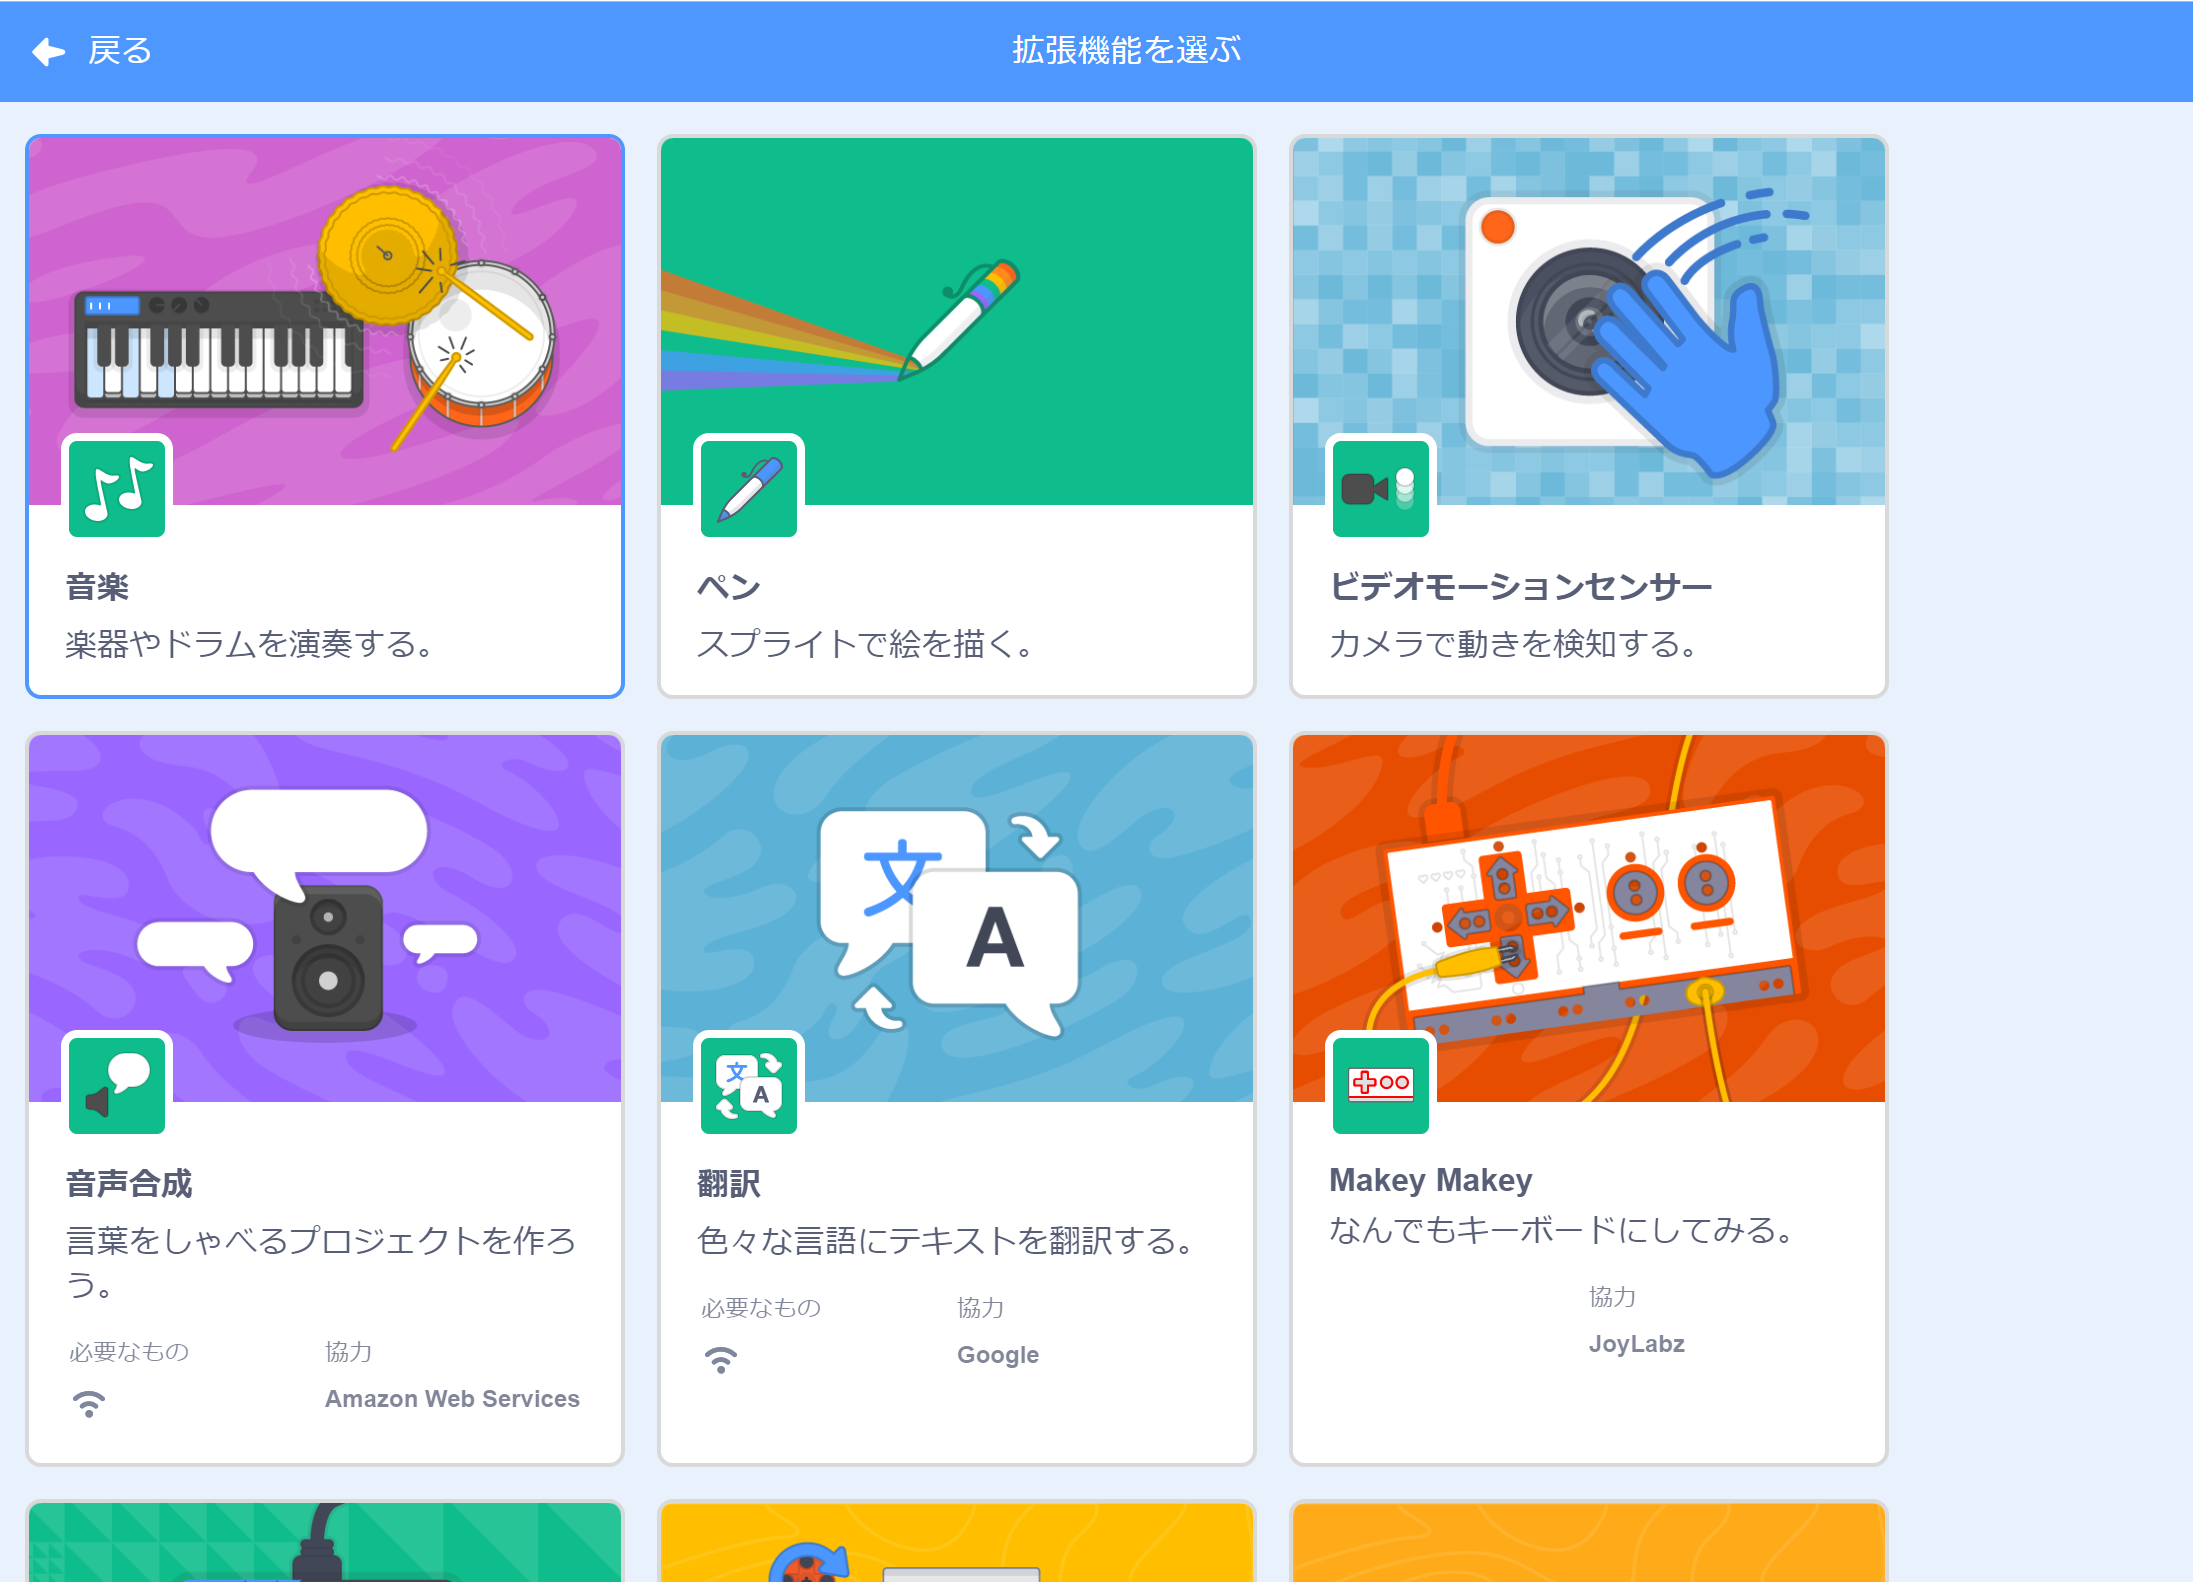 戻る
拡張機能を選ぶ
音楽
楽器やドラムを演奏する。
ペン
スプライトで絵を描く。
ビデオモーションセンサー
カメラで動きを検知する。
文
A
文
A
音声合成
言葉をしゃべるプロジェクトを作ろ
う。
必要なもの
協力
Amazon Web Services
翻訳
色々な言語にテキストを翻訳する。
必要なもの
協力
Google
Makey Makey
なんでもキーボードにしてみる。
協力
JoyLabz